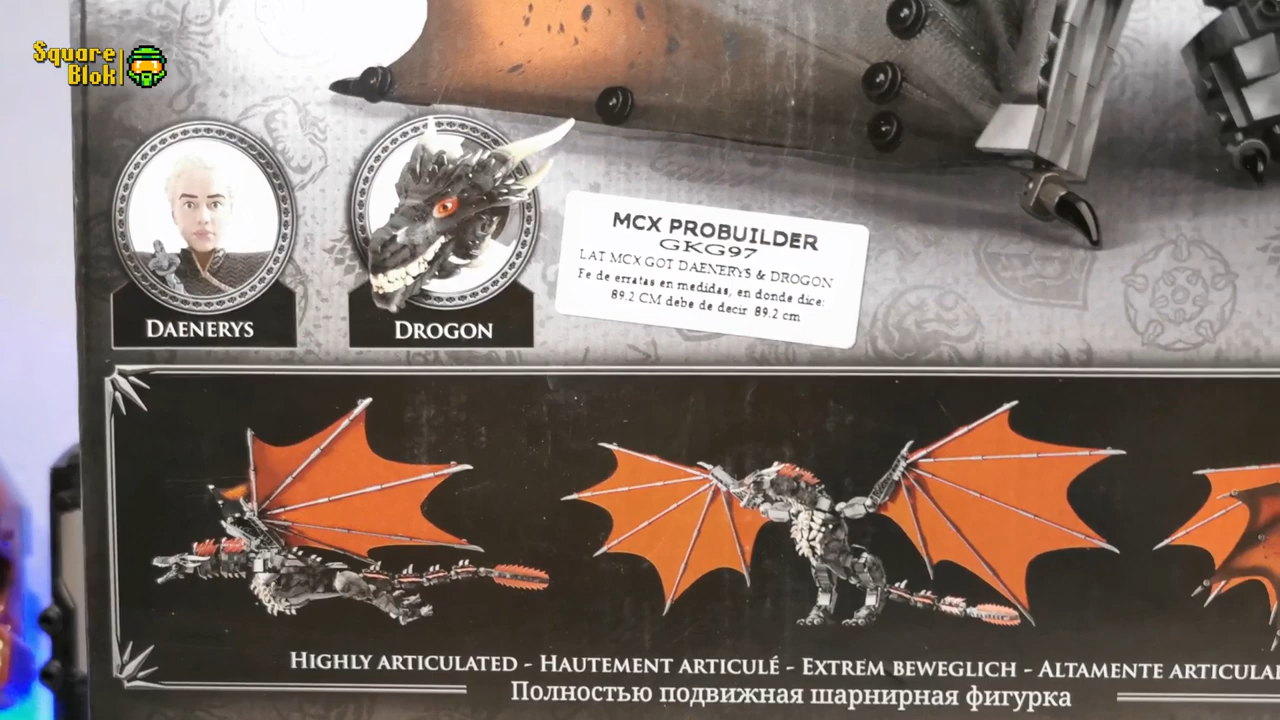 Square
Blok
MCX PROBUILDER
GKG97
LAT MCX GOT DAENERYS & DROGON
Fe de erratas en medidas, en donde dice:
89.2 CM debe de decir 89.2 cm
DAENERYS
DROGON
HIGHLY ARTICULATED - HAUTEMENT ARTICULÉ - EXTREM BEWEGLICH - ALTAMENTE ARTICULA
Полностью подвижная шарнирная фигурка